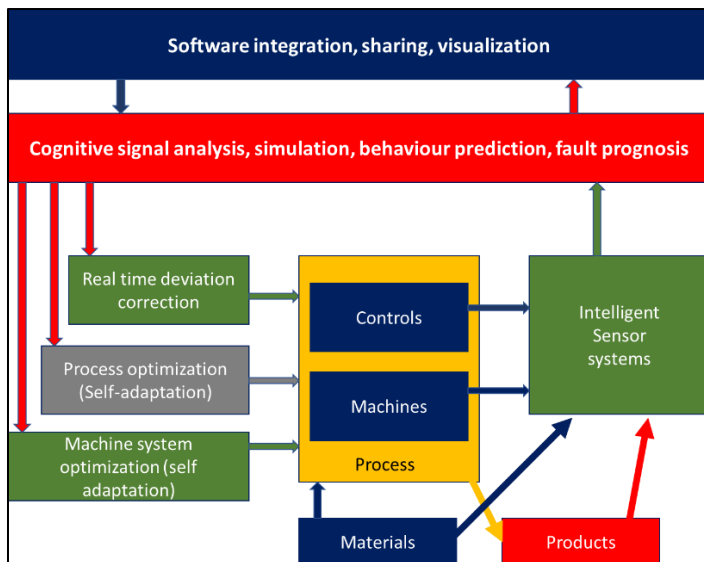 Software integration, sharing, visualization
Cognitive signal analysis, simulation, behaviour prediction, fault prognosis
Real time deviation
correction
Process optimization
(Self-adaptation)
Machine system
optimization (self
adaptation)
Controls
Machines
Process
Intelligent
Sensor
systems
Materials
Products